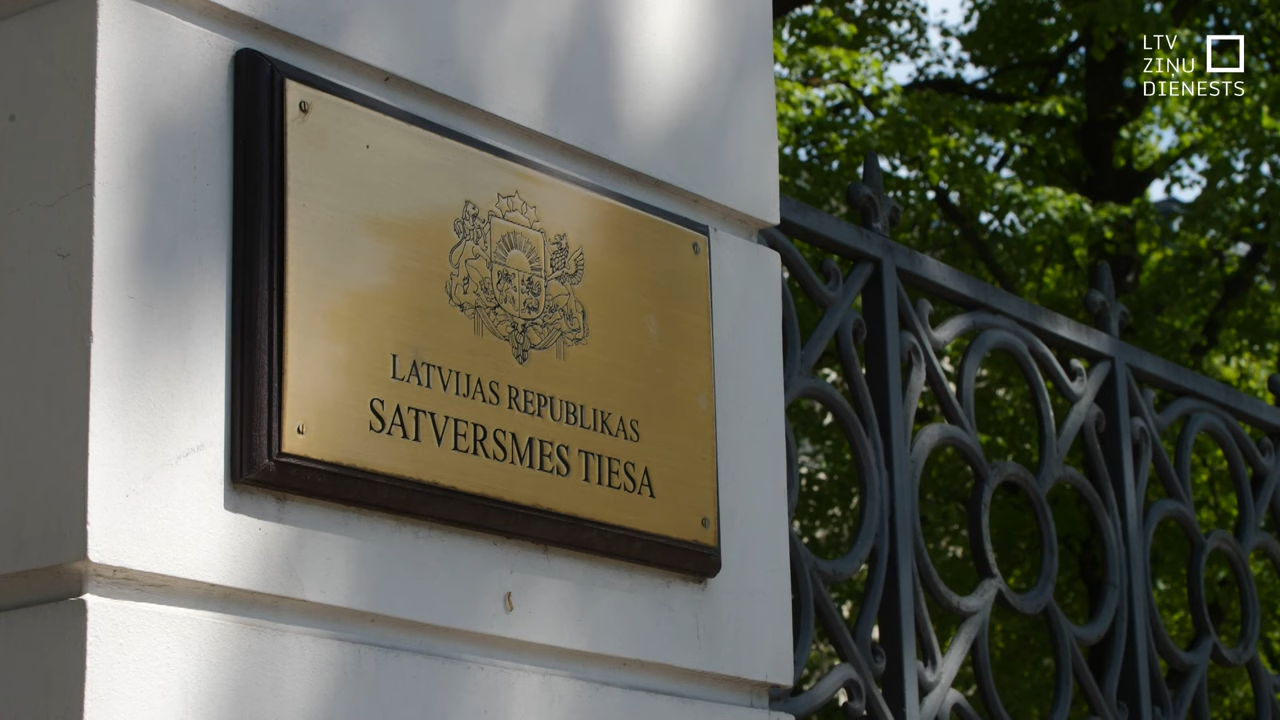 LTV
ZIŅU
DIENESTS
LATVIJAS REPUBLIKAS
SATVERSMES TIESA